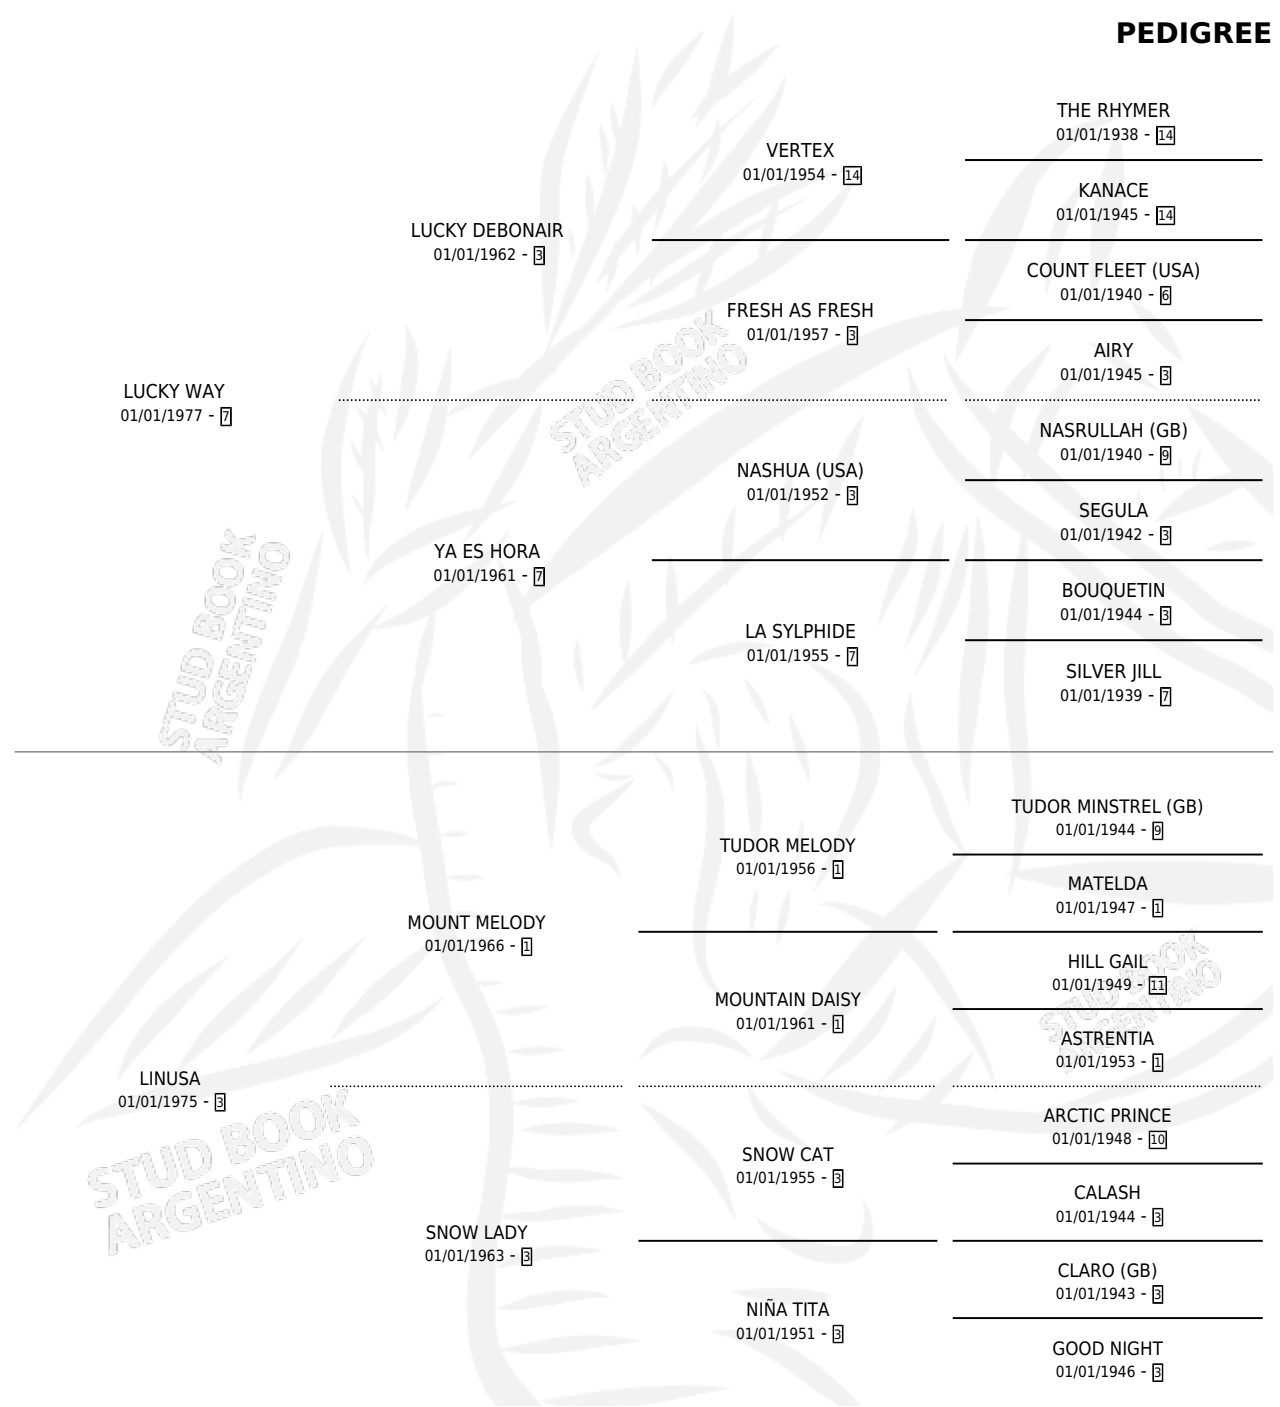 PEDIGREE
THE RHYMER
01/01/1938 - 14
VERTEX
01/01/1954 - 14
KANACE
01/01/1945 - 14
LUCKY DEBONAIR
01/01/1962 - 3
COUNT FLEET (USA)
01/01/1940 - 6
FRESH AS FRESH
01/01/1957 - 3
AIRY
01/01/1945 - 3
LUCKY WAY
01/01/1977 - 7
NASRULLAH (GB)
01/01/1940 - 9
NASHUA (USA)
01/01/1952 - 3
SEGULA
01/01/1942 - 3
YA ES HORA
01/01/1961 - 7
BOUQUETIN
01/01/1944 - 3
LA SYLPHIDE
01/01/1955 - 7
SILVER JILL
01/01/1939 - 7
TUDOR MINSTREL (GB)
01/01/1944 - 9
TUDOR MELODY
01/01/1956 - 1
MATELDA
01/01/1947 - 1
MOUNT MELODY
01/01/1966 - 1
HILL GAIL
01/01/1949 - 11
MOUNTAIN DAISY
01/01/1961 - 1
ASTRENTIA
01/01/1953 - 1
LINUSA
01/01/1975 - 3
ARCTIC PRINCE
01/01/1948 - 10
SNOW CAT
01/01/1955 - 3
CALASH
01/01/1944 - 3
SNOW LADY
01/01/1963 - 3
CLARO (GB)
01/01/1943 - 3
NIÑA TITA
01/01/1951 - 3
GOOD NIGHT
01/01/1946 - 3
STUD BOOK
ARGENTINO
STUD BOOK
ARGENTINO
STUD BOOK
ARGENTINO
STUD BOOK
ARGENTINO